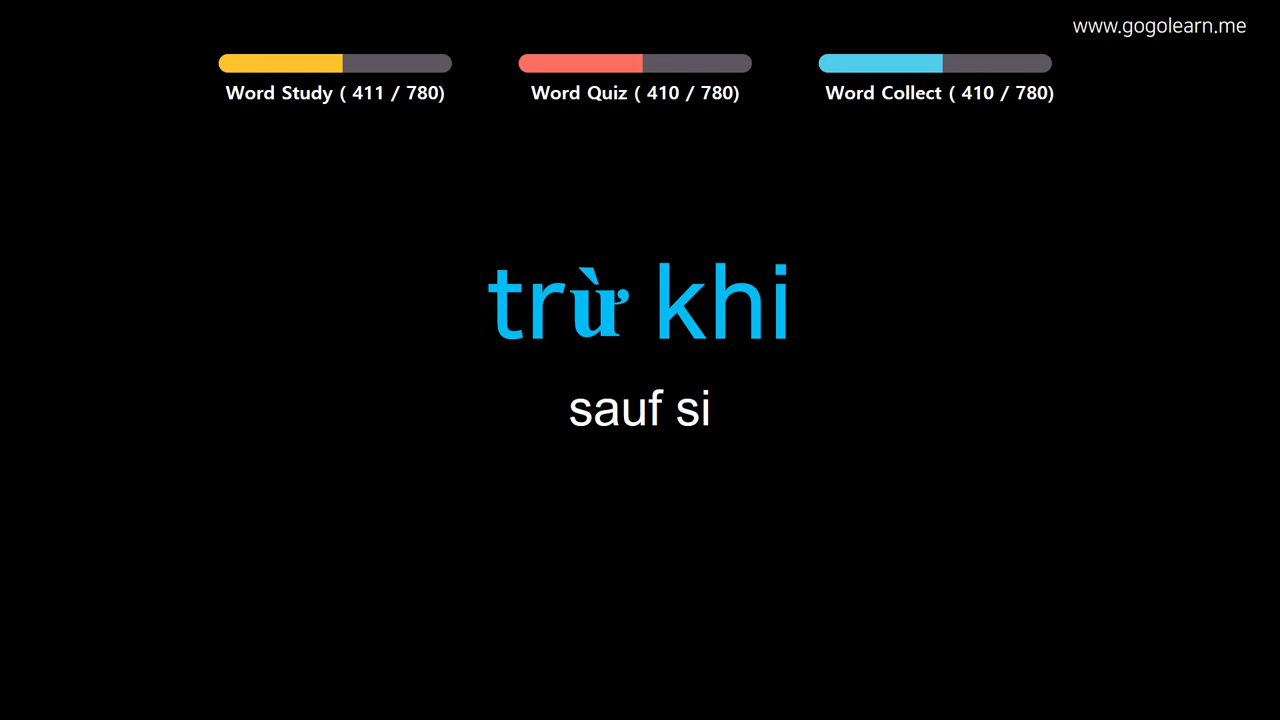 www.gogolearn.me
Word Study ( 411 / 780)
Word Quiz ( 410 / 780)
Word Collect ( 410 / 780)
trừ khi
sauf si